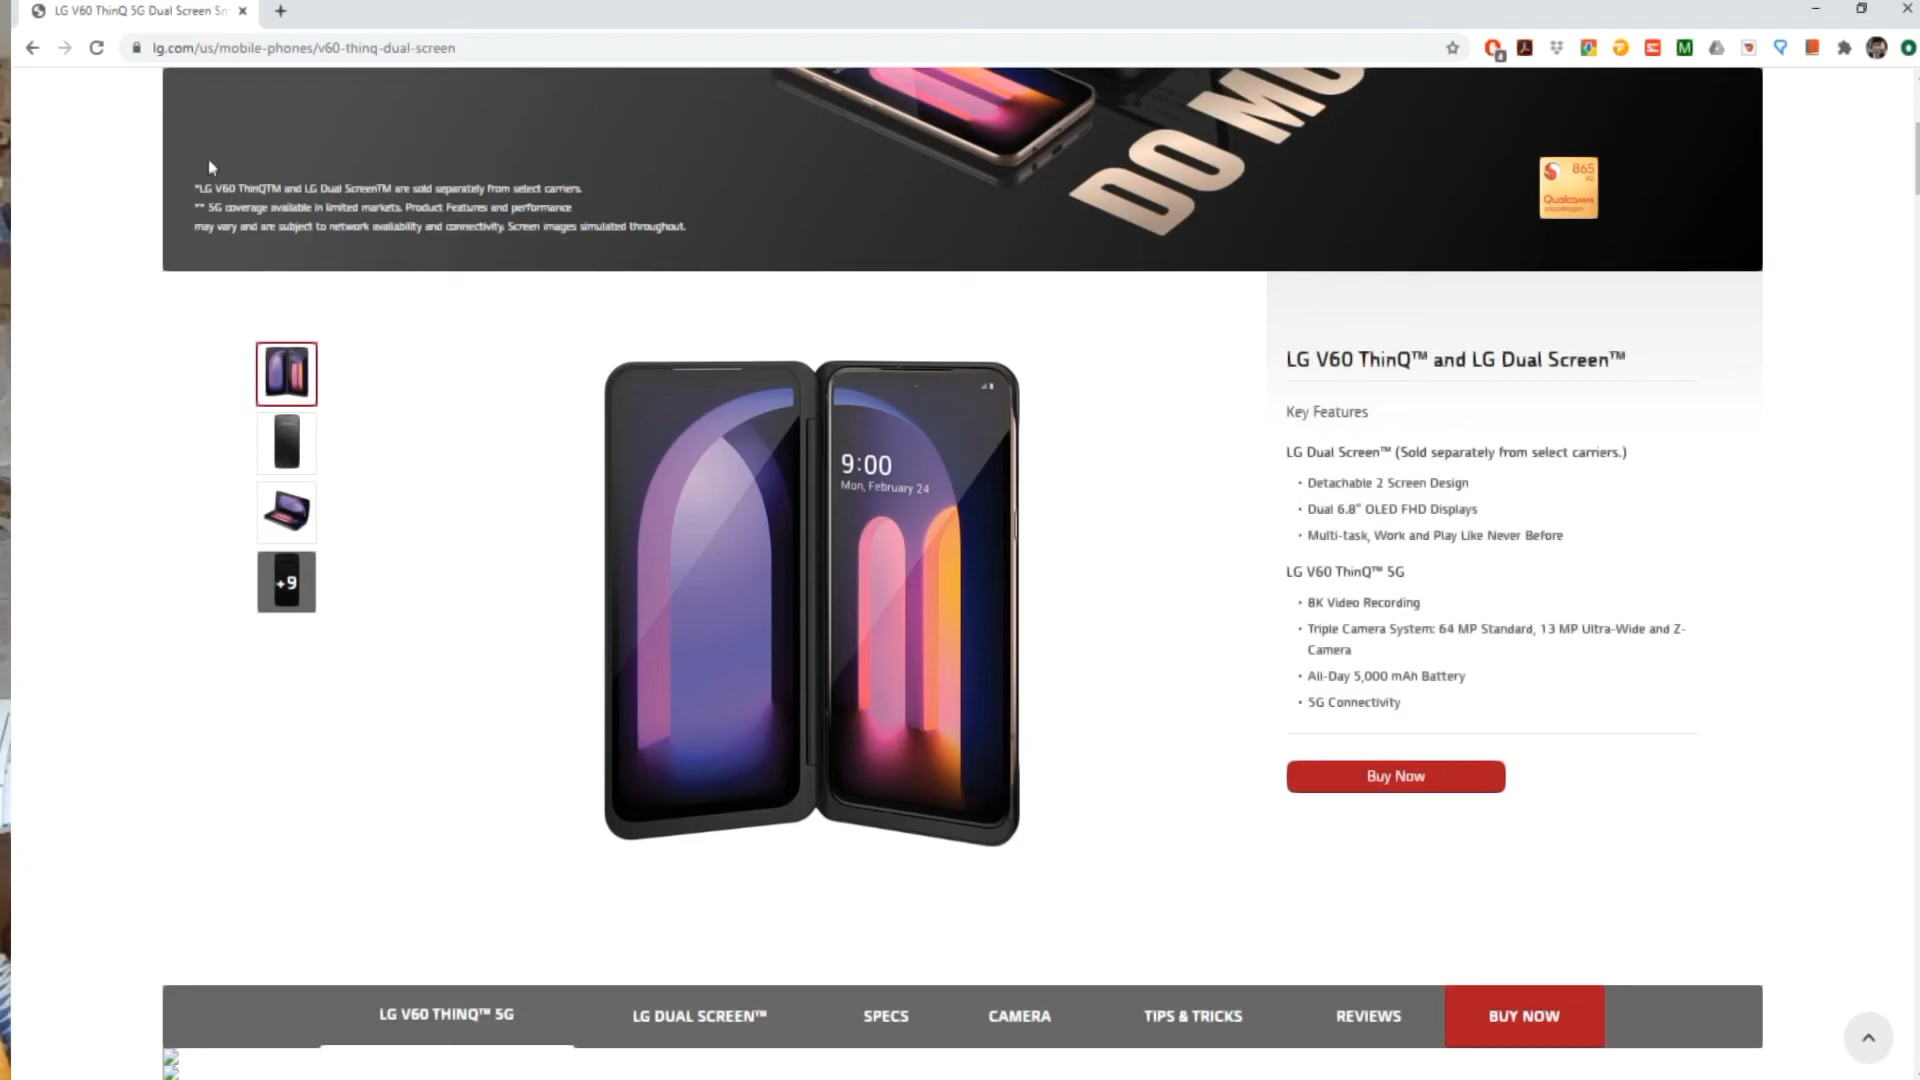 LG V60 ThinQ 5G Dual Screen Sm
lg.com/us/mobile-phones/v60-thinq-dual-screen
DO MO
*LG V60 ThinQTM and LG Dual ScreenTM are sold separately from select carriers.
** 5G coverage available in limited markets. Product Features and performance
may vary and are subject to network availability and connectivity. Screen images simulated throughout.
865
5G
Qualcomm
snapdragon
LG V60 ThinQ™ and LG Dual Screen™
Key Features
LG Dual Screen™ (Sold separately from select carriers.)
• Detachable 2 Screen Design
• Dual 6.8" OLED FHD Displays
• Multi-task, Work and Play Like Never Before
LG V60 ThinQ™ 5G
• 8K Video Recording
• Triple Camera System: 64 MP Standard, 13 MP Ultra-Wide and Z-
Camera
• All-Day 5,000 mAh Battery
• 5G Connectivity
Buy Now
9:00
Mon, February 24
+9
LG V60 THINQ™ 5G
LG DUAL SCREEN™
SPECS
CAMERA
TIPS & TRICKS
REVIEWS
BUY NOW